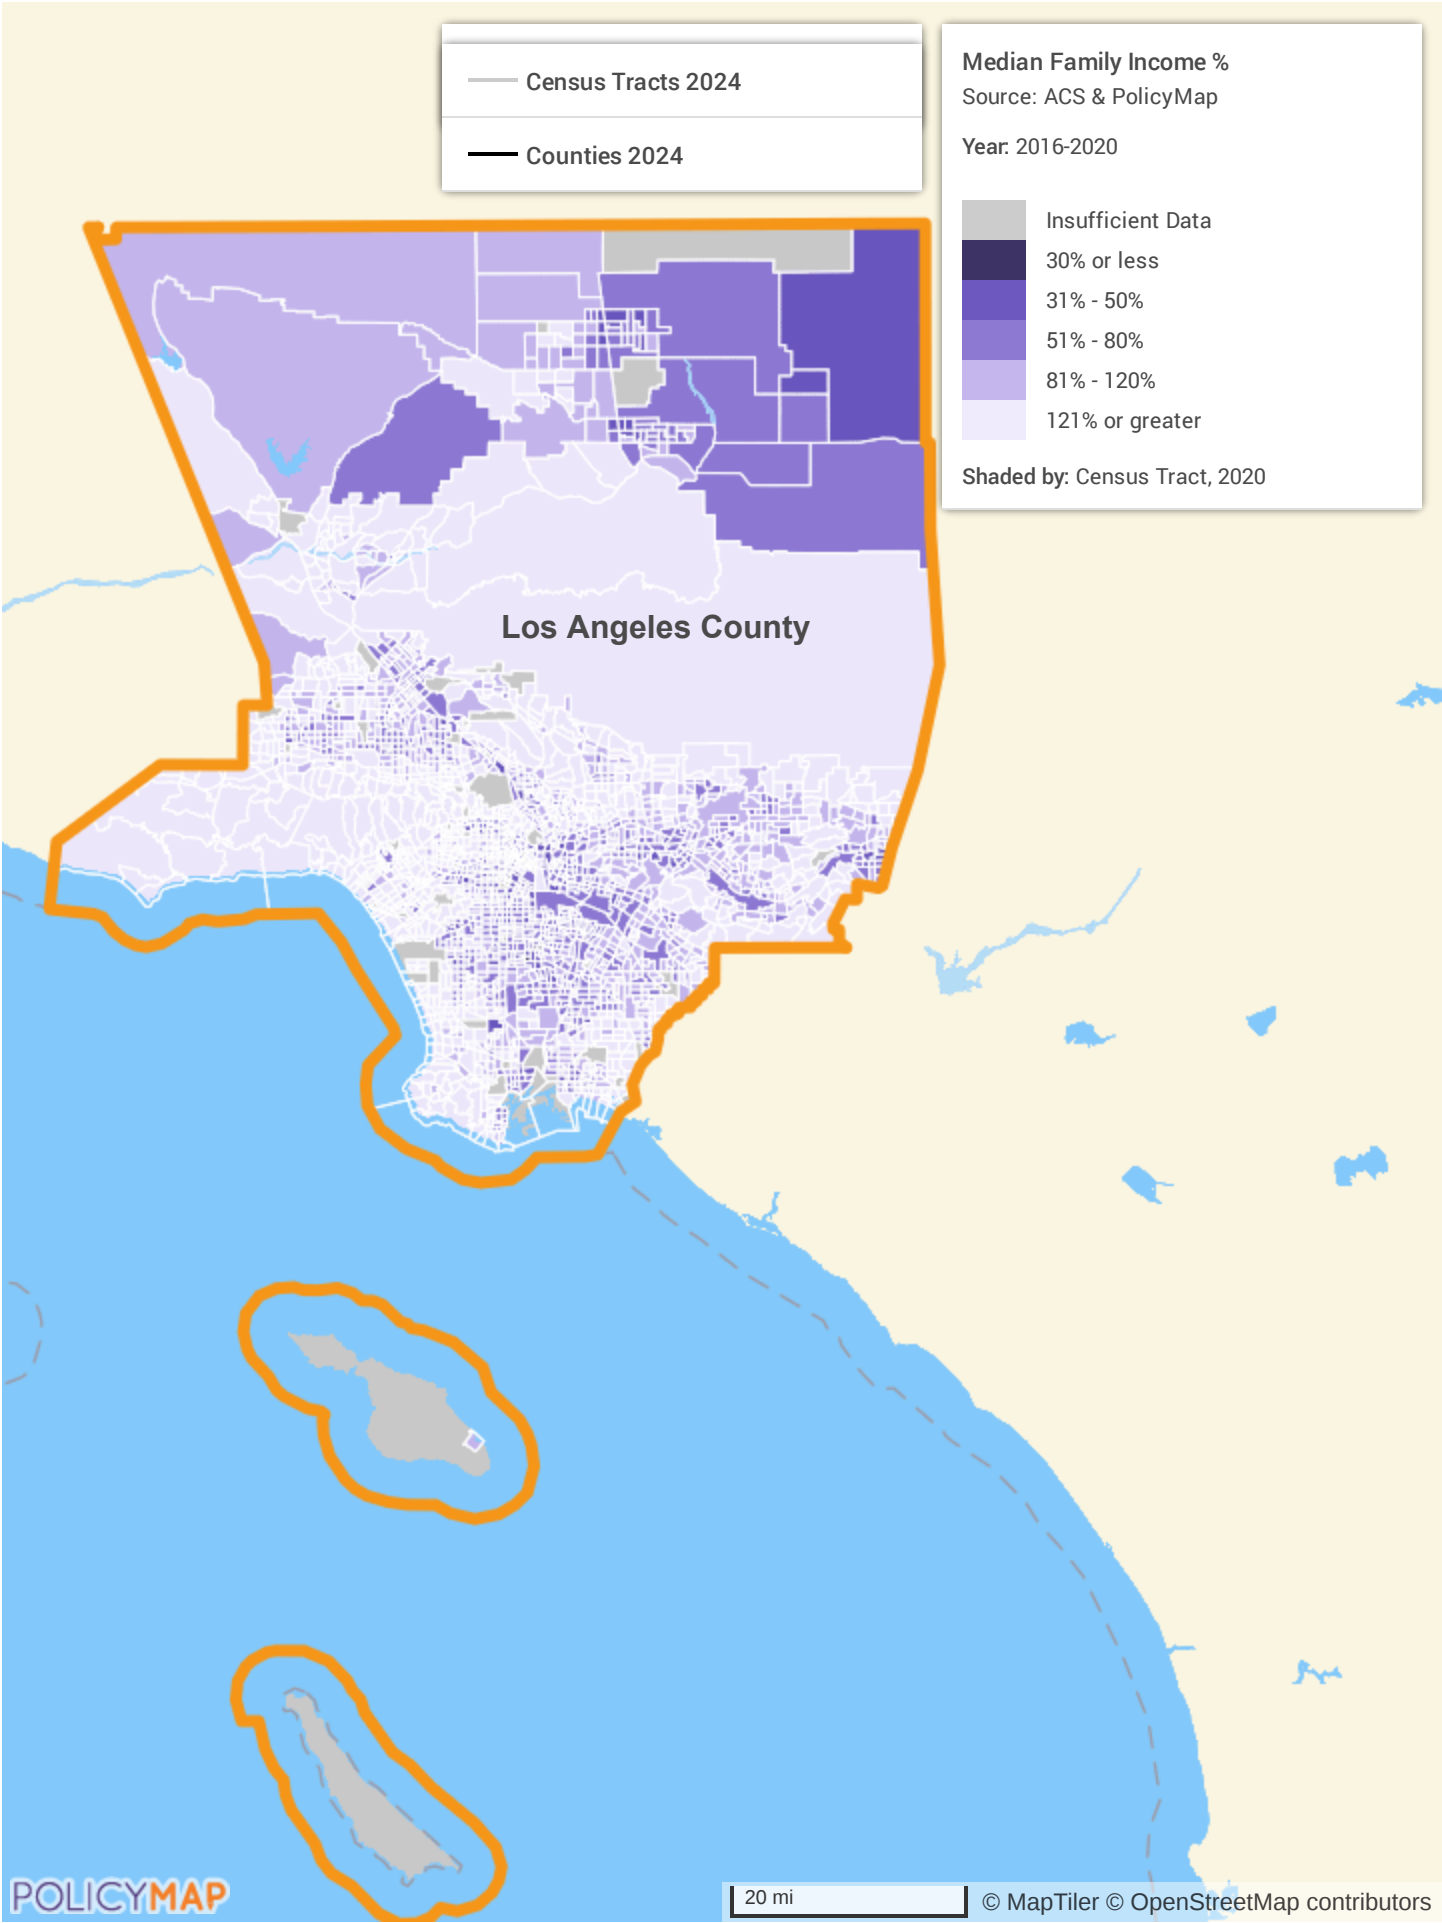 Census Tracts 2024
Counties 2024
Median Family Income %
Source: ACS & PolicyMap
Year: 2016-2020
Insufficient Data
30% or less
31% - 50%
51% - 80%
81% - 120%
121% or greater
Shaded by: Census Tract, 2020
Los Angeles County
POLICYMAP
20 mi
© MapTiler © OpenStreetMap contributors